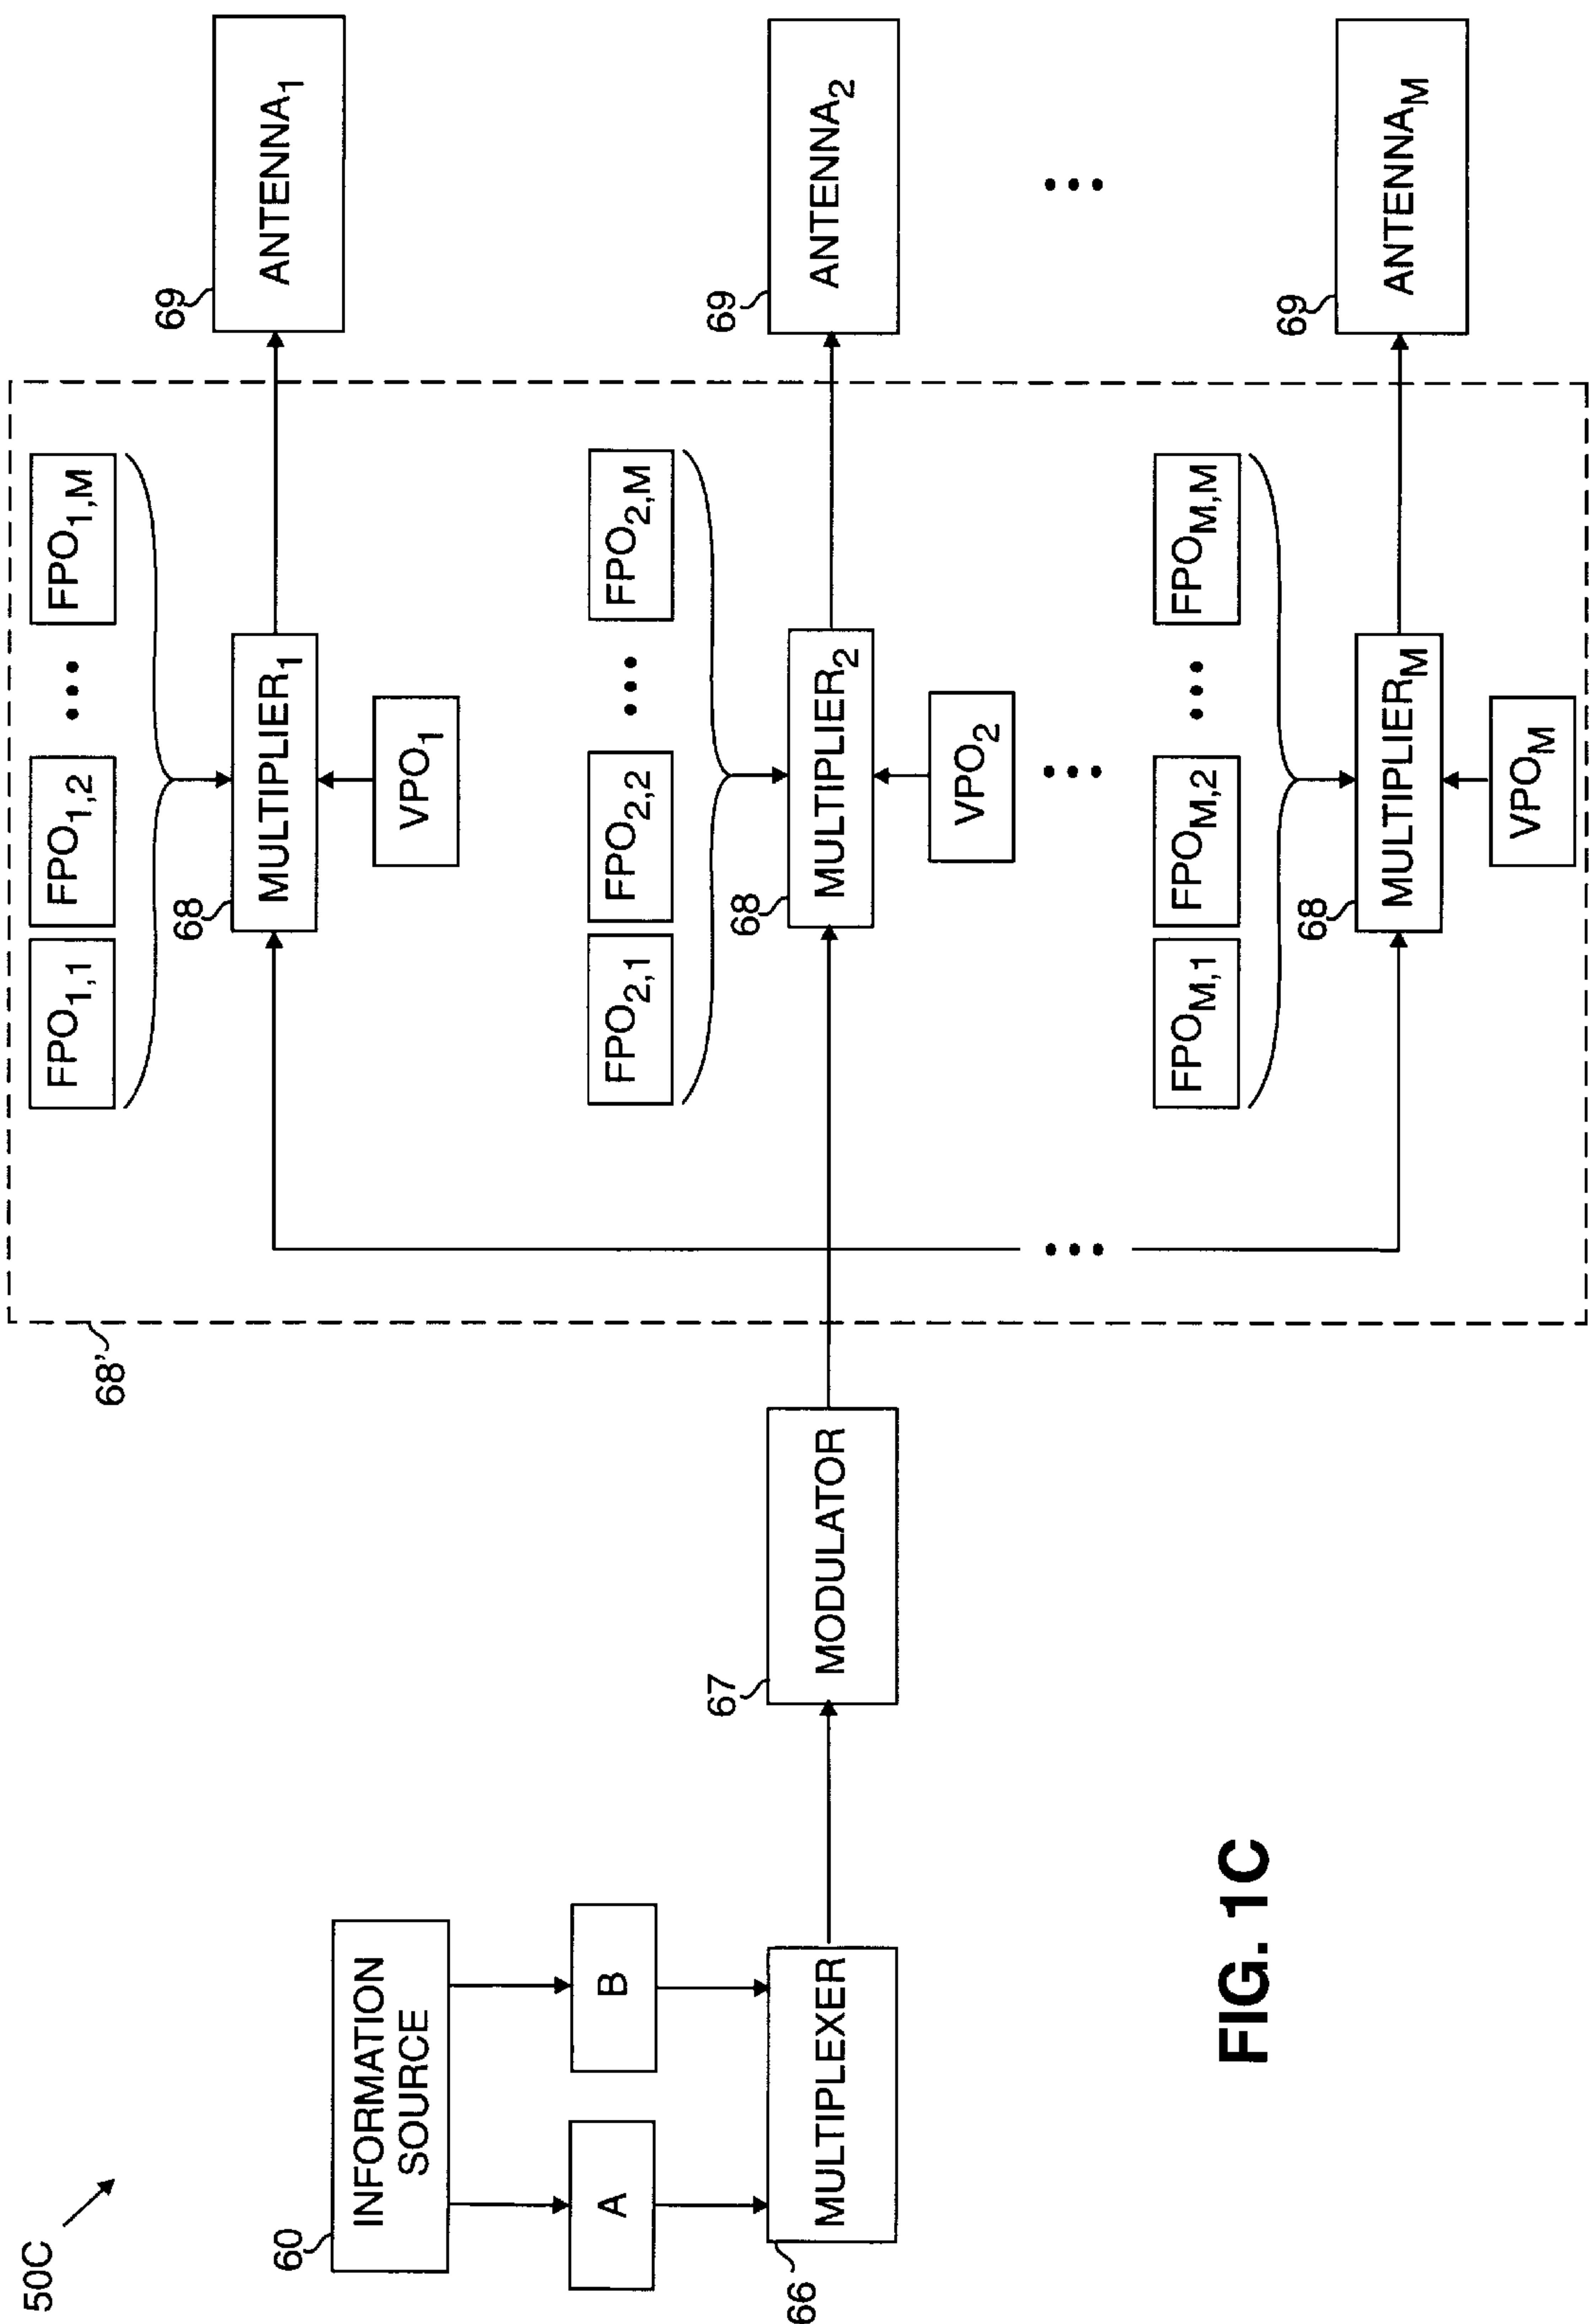 50C
60
INFORMATION
SOURCE
A
B
66
MULTIPLEXER
67
MODULATOR
68'
FPO1,1
FPO1,2
•••
FPO1,M
68
MULTIPLIER1
VPO1
69
ANTENNA1
FPO2,1
FPO2,2
•••
FPO2,M
68
MULTIPLIER2
VPO2
69
ANTENNA2
•••
•••
•••
FPOM,1
FPOM,2
•••
FPOM,M
68
MULTIPLIERM
VPOM
69
ANTENNAM
FIG. 1C